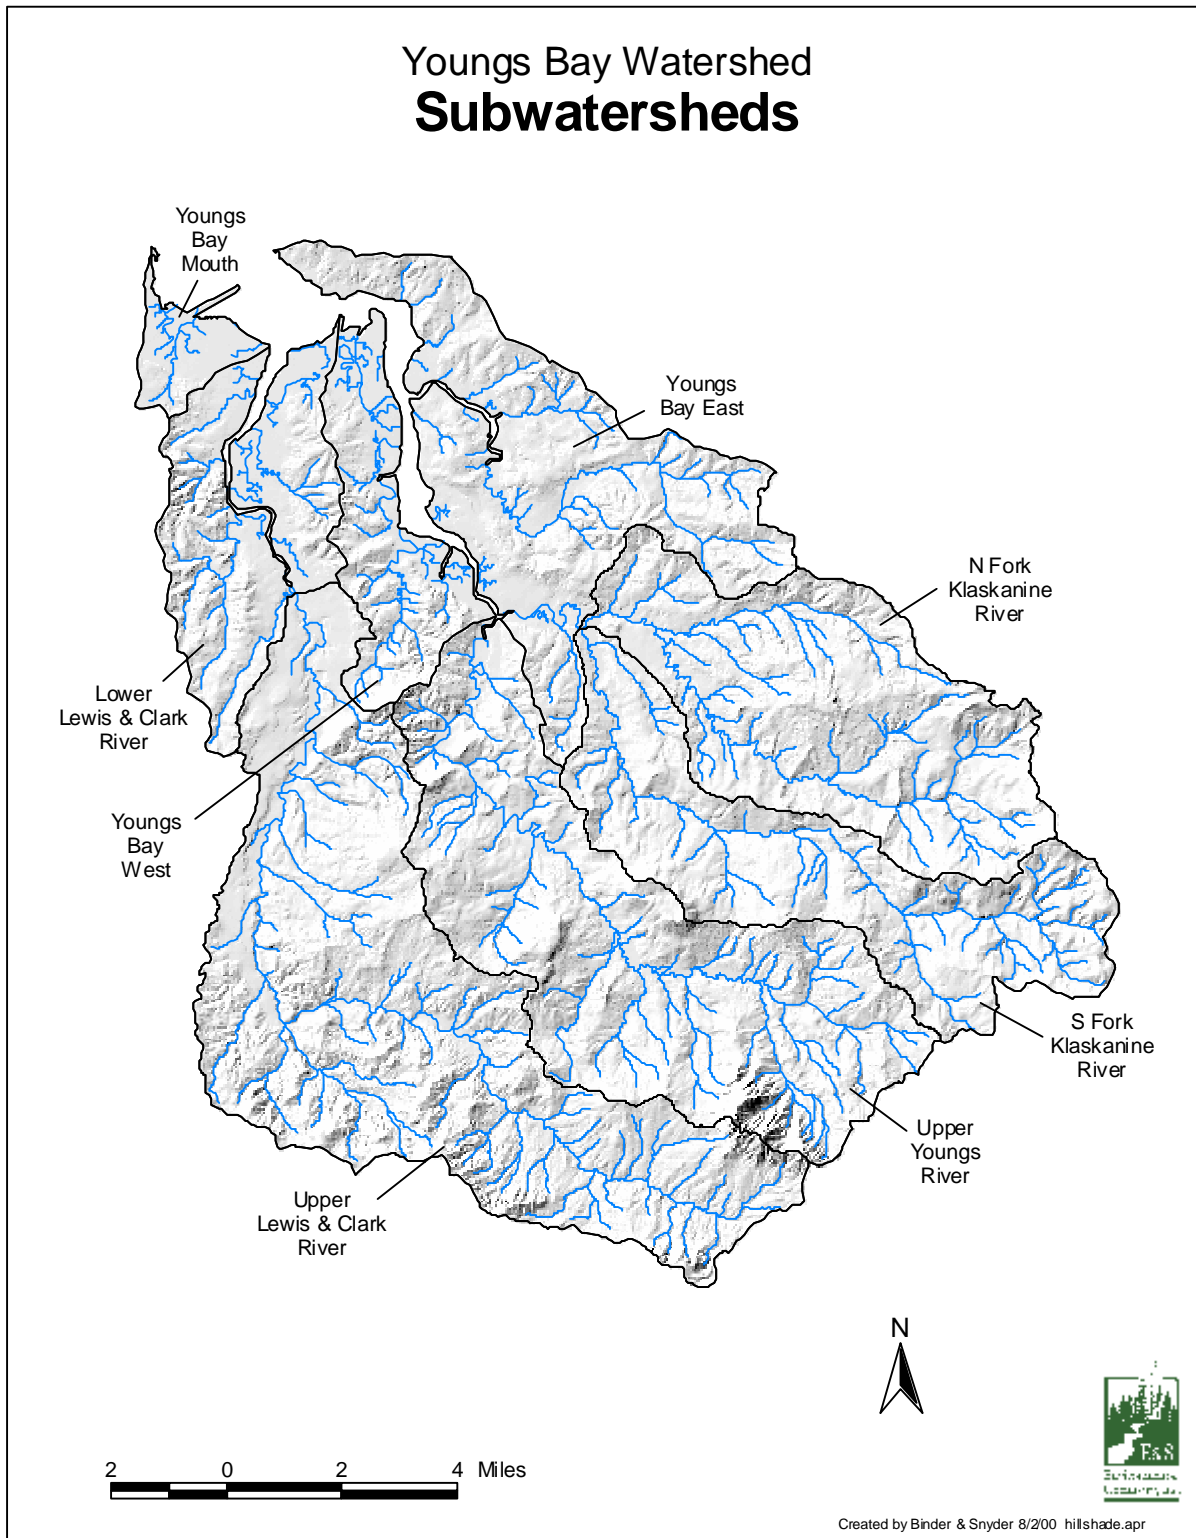 Youngs Bay Watershed
Subwatersheds
Youngs
Bay
Mouth
Youngs
Bay East
N Fork
Klaskanine
River
Lower
Lewis & Clark
River
Youngs
Bay
West
S Fork
Klaskanine
River
Upper
Youngs
River
Upper
Lewis & Clark
River
N
2 0 2 4 Miles
E&S
Created by Binder & Snyder 8/2/00 hillshade.apr